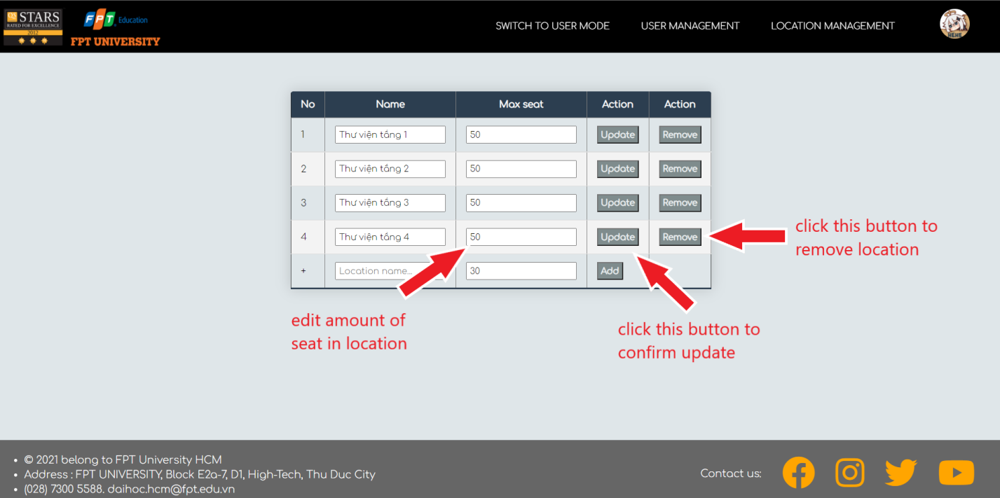 QS STARS
RATED FOR EXCELLENCE
2012
FPT Education
FPT UNIVERSITY
SWITCH TO USER MODE
USER MANAGEMENT
LOCATION MANAGEMENT
HEHE
No Name Max seat Action Action
1 Thư viện tầng 1 50 Update Remove
2 Thư viện tầng 2 50 Update Remove
3 Thư viện tầng 3 50 Update Remove
4 Thư viện tầng 4 50 Update Remove
+ Location name... 30 Add
click this button to
remove location
edit amount of
seat in location
click this button to
confirm update
• © 2021 belong to FPT University HCM
• Address : FPT UNIVERSITY, Block E2a-7, D1, High-Tech, Thu Duc City
• (028) 7300 5588. daihoc.hcm@fpt.edu.vn
Contact us: